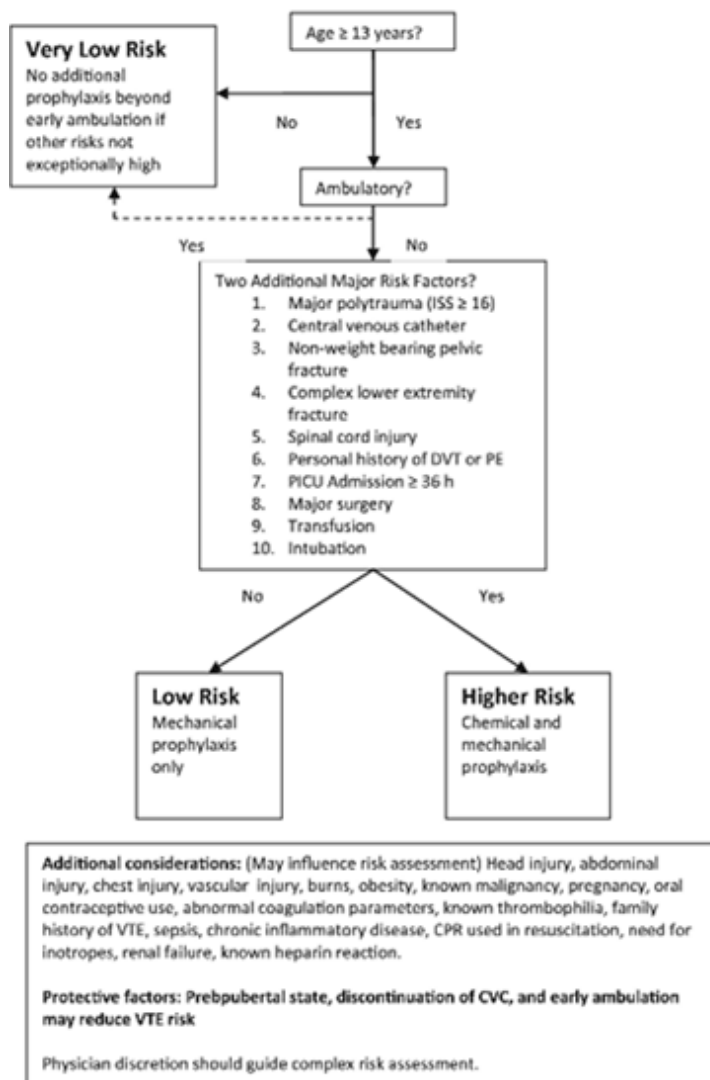 Age ≥ 13 years?
Very Low Risk
No additional
prophylaxis beyond
early ambulation if
other risks not
exceptionally high
No
Yes
Ambulatory?
Yes
No
Two Additional Major Risk Factors?
1. Major polytrauma (ISS ≥ 16)
2. Central venous catheter
3. Non-weight bearing pelvic
fracture
4. Complex lower extremity
fracture
5. Spinal cord injury
6. Personal history of DVT or PE
7. PICU Admission ≥ 36 h
8. Major surgery
9. Transfusion
10. Intubation
No
Yes
Low Risk
Mechanical
prophylaxis
only
Higher Risk
Chemical and
mechanical
prophylaxis
Additional considerations: (May influence risk assessment) Head injury, abdominal
injury, chest injury, vascular injury, burns, obesity, known malignancy, pregnancy, oral
contraceptive use, abnormal coagulation parameters, known thrombophilia, family
history of VTE, sepsis, chronic inflammatory disease, CPR used in resuscitation, need for
inotropes, renal failure, known heparin reaction.
Protective factors: Prebpubertal state, discontinuation of CVC, and early ambulation
may reduce VTE risk
Physician discretion should guide complex risk assessment.